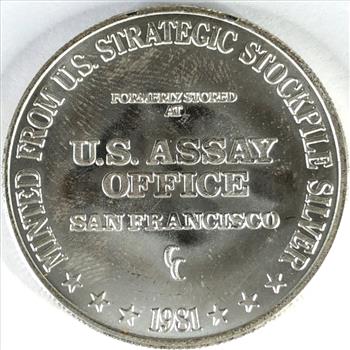 MINTED FROM U.S. STRATEGIC STOCKPILE SILVER
FORMERLY STORED
AT
U.S. ASSAY
OFFICE
SAN FRANCISCO
1981